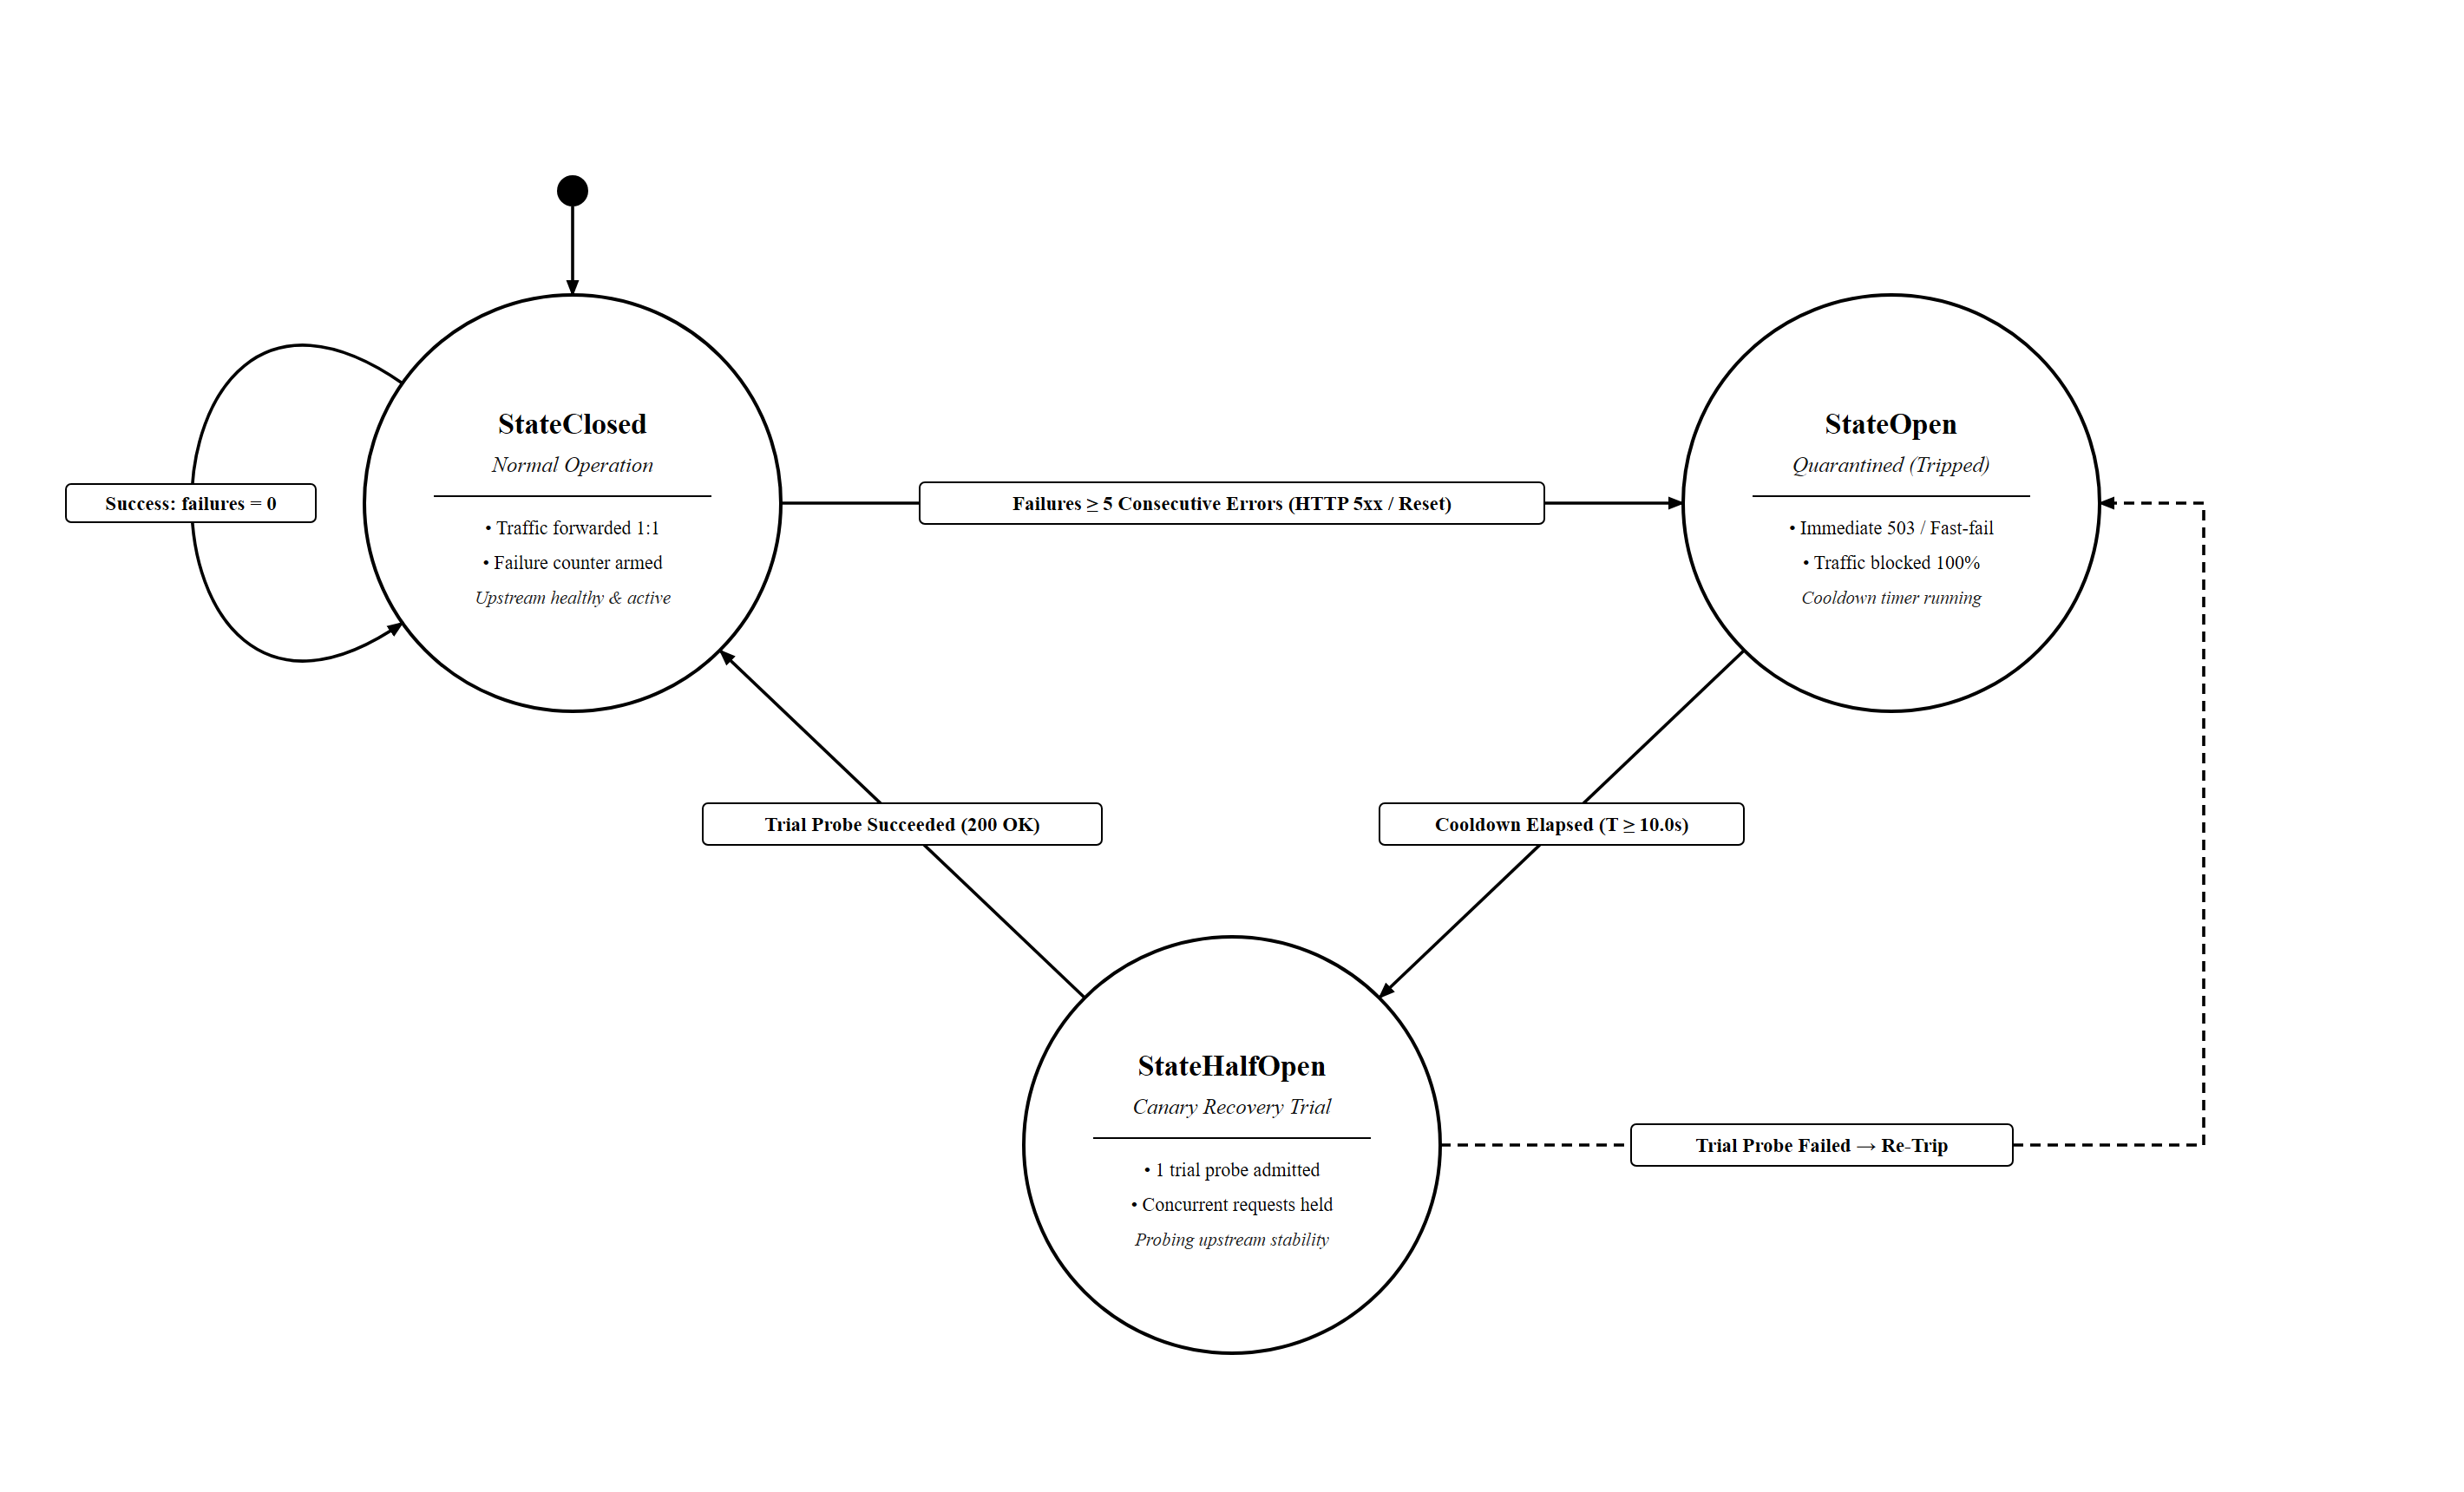 StateClosed
Normal Operation
• Traffic forwarded 1:1
• Failure counter armed
Upstream healthy & active
Success: failures = 0
Failures ≥ 5 Consecutive Errors (HTTP 5xx / Reset)
StateOpen
Quarantined (Tripped)
• Immediate 503 / Fast-fail
• Traffic blocked 100%
Cooldown timer running
Trial Probe Succeeded (200 OK)
Cooldown Elapsed (T ≥ 10.0s)
StateHalfOpen
Canary Recovery Trial
• 1 trial probe admitted
• Concurrent requests held
Probing upstream stability
Trial Probe Failed → Re-Trip